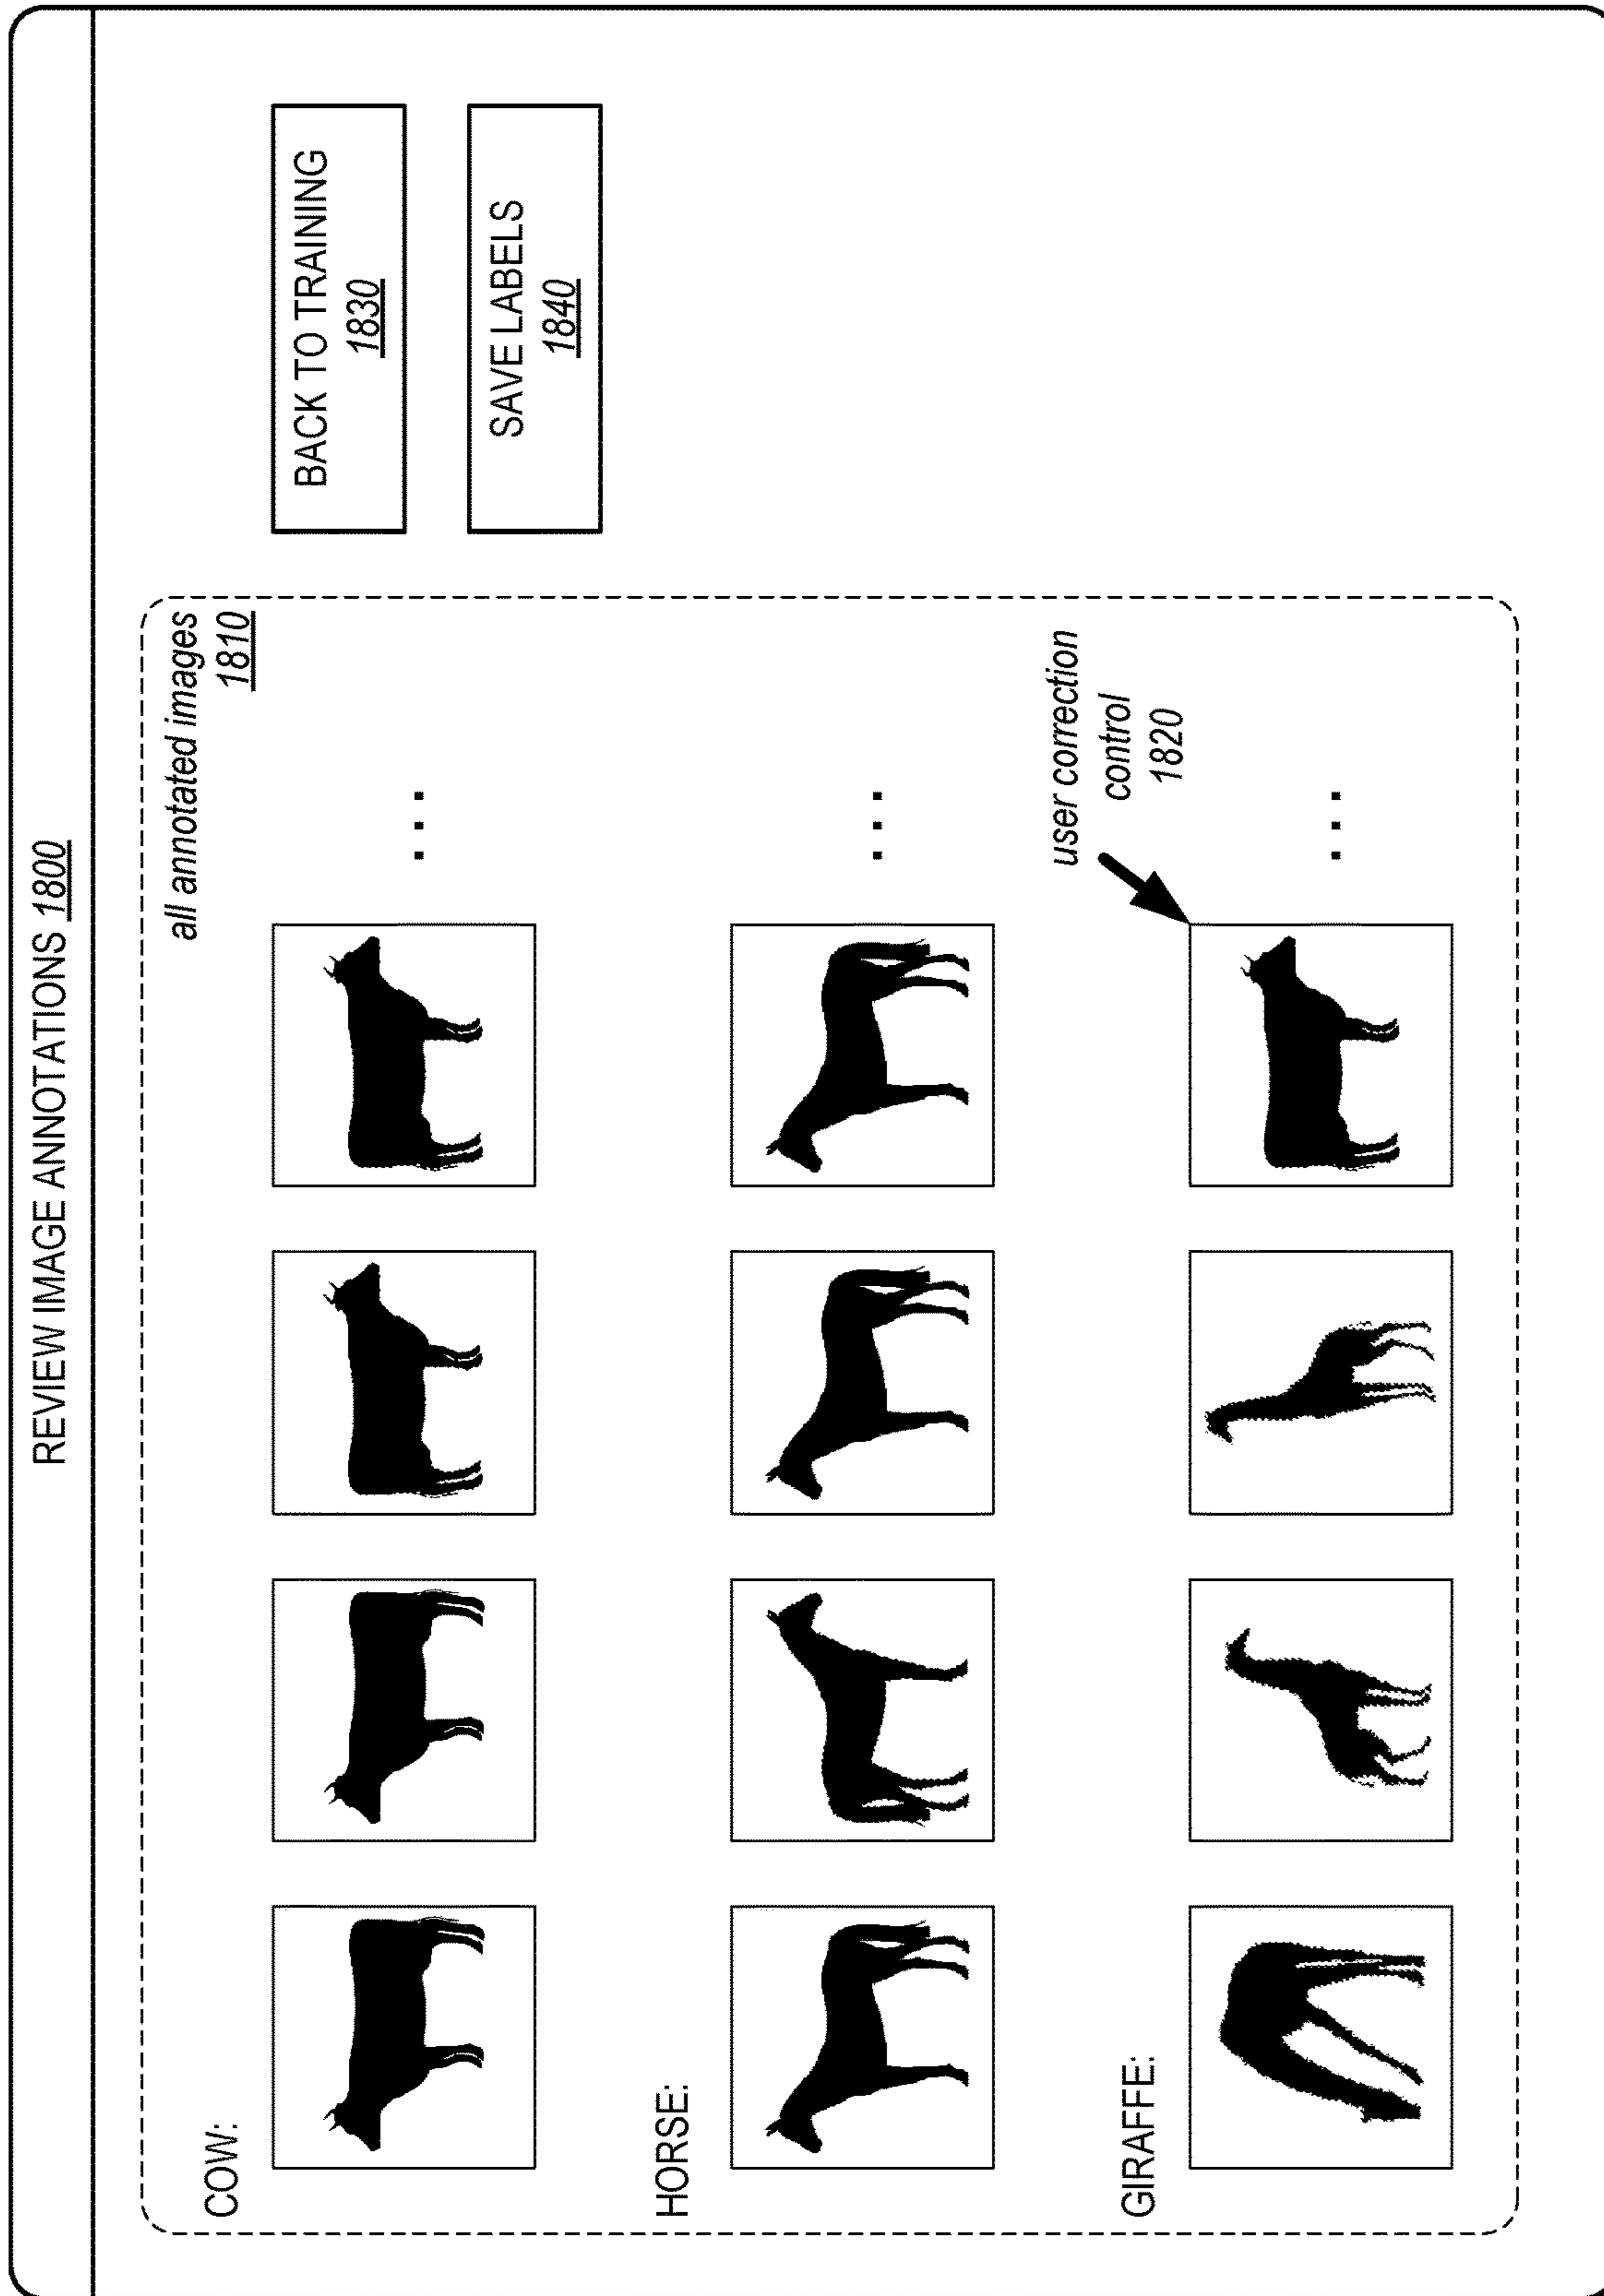 REVIEW IMAGE ANNOTATIONS 1800
all annotated images
1810
COW:
...
HORSE:
...
GIRAFFE:
user correction
control
1820
...
BACK TO TRAINING
1830
SAVE LABELS
1840